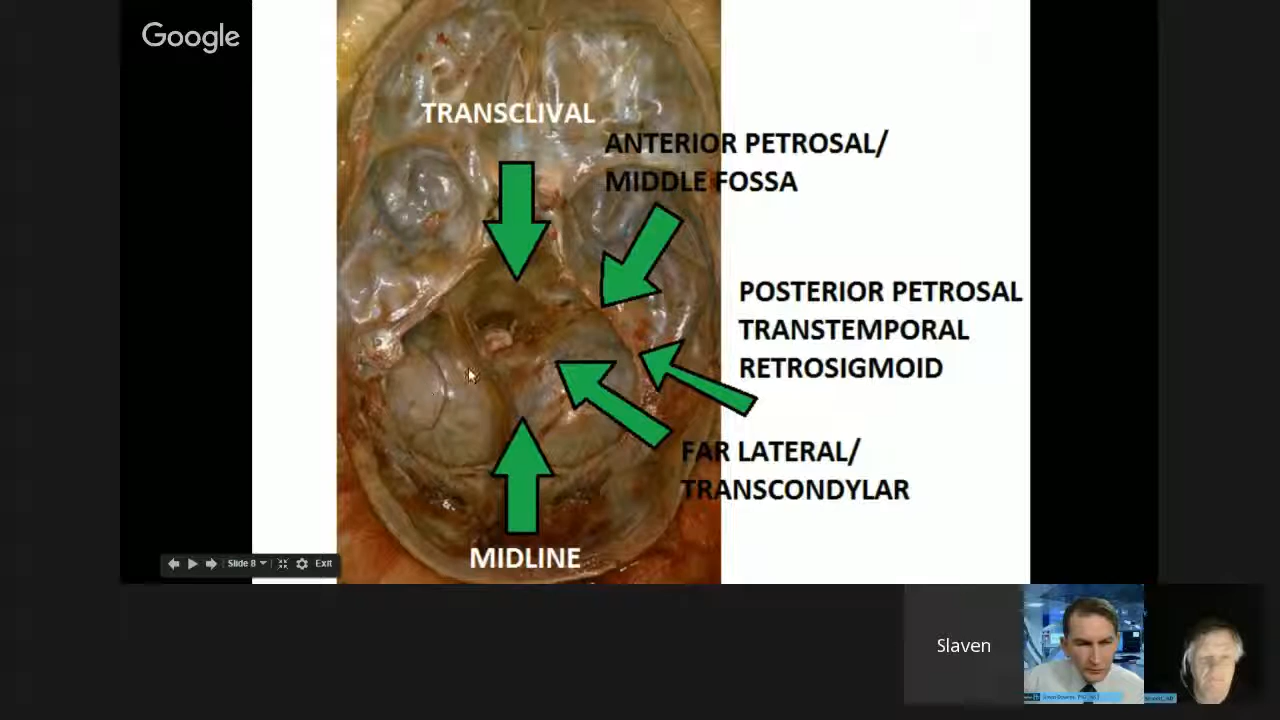 Google
TRANSCLIVAL
ANTERIOR PETROSAL/
MIDDLE FOSSA
POSTERIOR PETROSAL
TRANSTEMPORAL
RETROSIGMOID
FAR LATERAL/
TRANSCONDYLAR
MIDLINE
Slide 8
Exit
Slaven